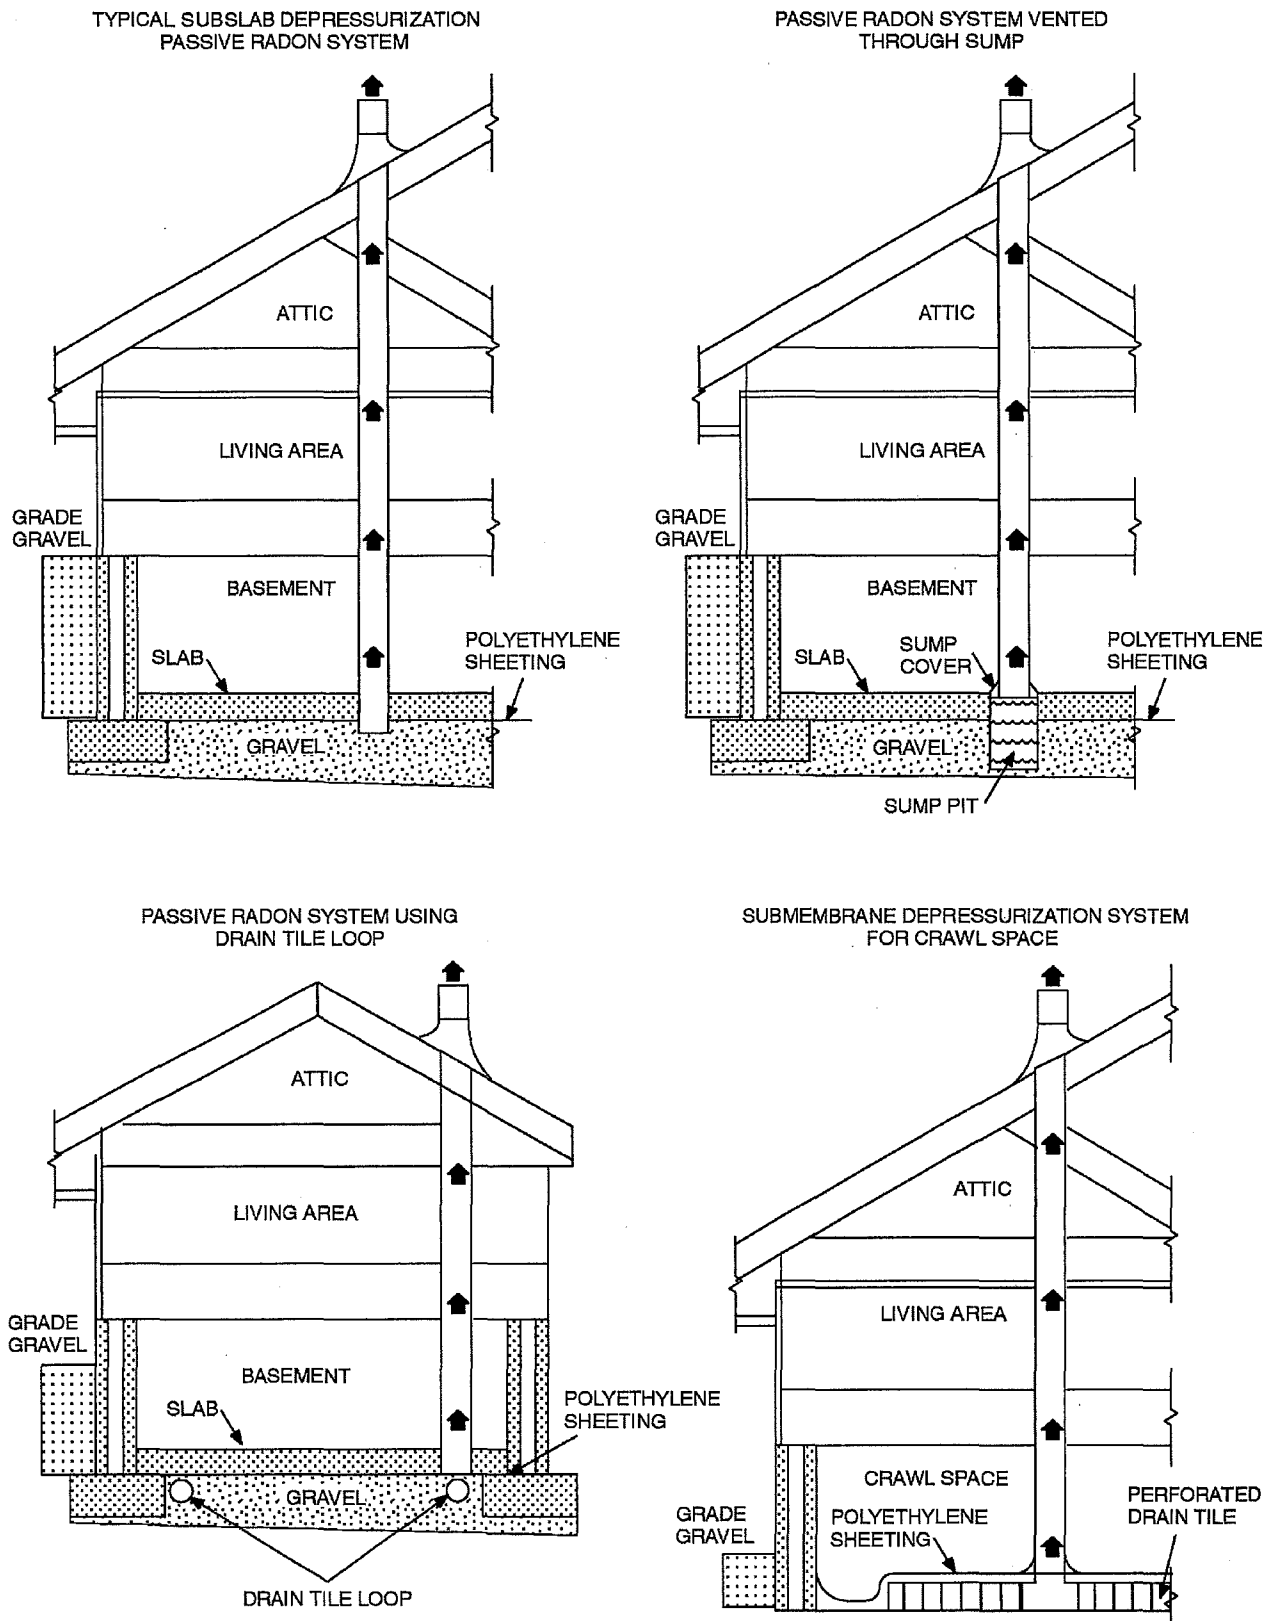 TYPICAL SUBSLAB DEPRESSURIZATION
PASSIVE RADON SYSTEM
ATTIC
LIVING AREA
GRADE
GRAVEL
BASEMENT
SLAB
POLYETHYLENE
SHEETING
GRAVEL
PASSIVE RADON SYSTEM VENTED
THROUGH SUMP
ATTIC
LIVING AREA
GRADE
GRAVEL
BASEMENT
SLAB
SUMP
COVER
POLYETHYLENE
SHEETING
GRAVEL
SUMP PIT
PASSIVE RADON SYSTEM USING
DRAIN TILE LOOP
ATTIC
LIVING AREA
GRADE
GRAVEL
BASEMENT
SLAB
POLYETHYLENE
SHEETING
GRAVEL
DRAIN TILE LOOP
SUBMEMBRANE DEPRESSURIZATION SYSTEM
FOR CRAWL SPACE
ATTIC
LIVING AREA
CRAWL SPACE
GRADE
GRAVEL
POLYETHYLENE
SHEETING
PERFORATED
DRAIN TILE